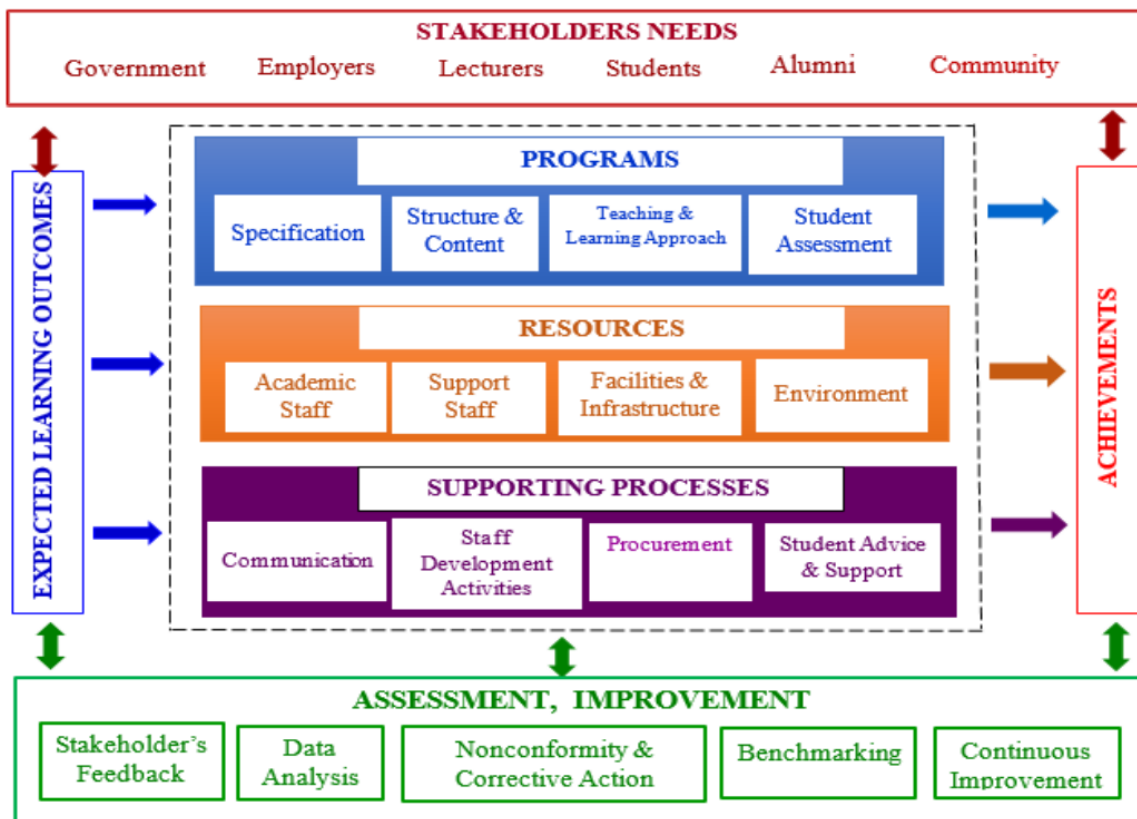 STAKEHOLDERS NEEDS
Government Employers Lecturers Students Alumni Community
EXPECTED LEARNING OUTCOMES
PROGRAMS
Specification
Structure &
Content
Teaching &
Learning Approach
Student
Assessment
RESOURCES
Academic
Staff
Support
Staff
Facilities &
Infrastructure
Environment
SUPPORTING PROCESSES
Communication
Staff
Development
Activities
Procurement
Student Advice
& Support
ACHIEVEMENTS
ASSESSMENT, IMPROVEMENT
Stakeholder’s
Feedback
Data
Analysis
Nonconformity &
Corrective Action
Benchmarking
Continuous
Improvement